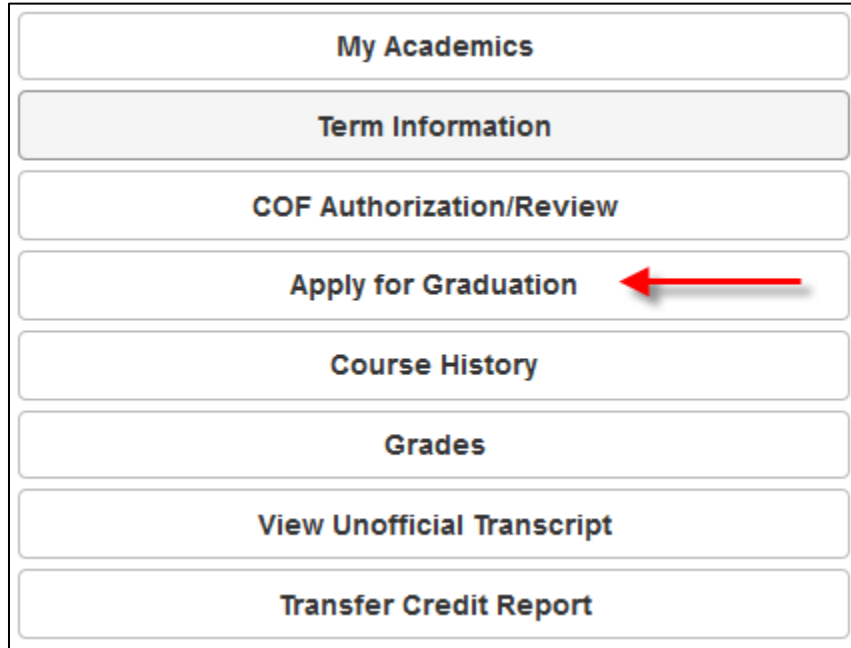 My Academics
Term Information
COF Authorization/Review
Apply for Graduation
Course History
Grades
View Unofficial Transcript
Transfer Credit Report